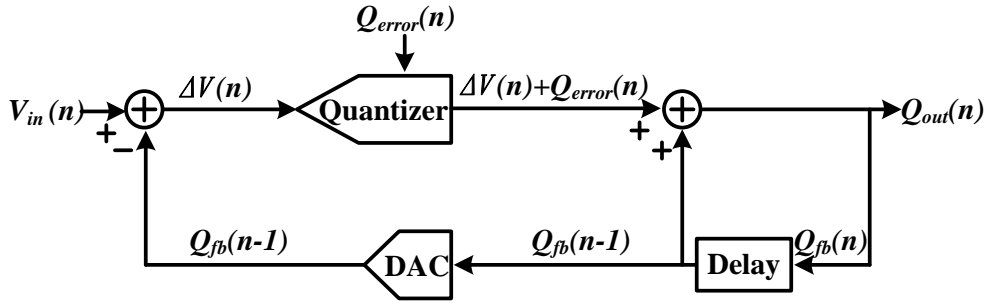 Q_error(n)
ΔV(n)
ΔV(n)+Q_error(n)
V_in(n)
+
Quantizer
+
Q_out(n)
+
−
+
+
Q_fb(n-1)
Q_fb(n-1)
Q_fb(n)
DAC
Delay